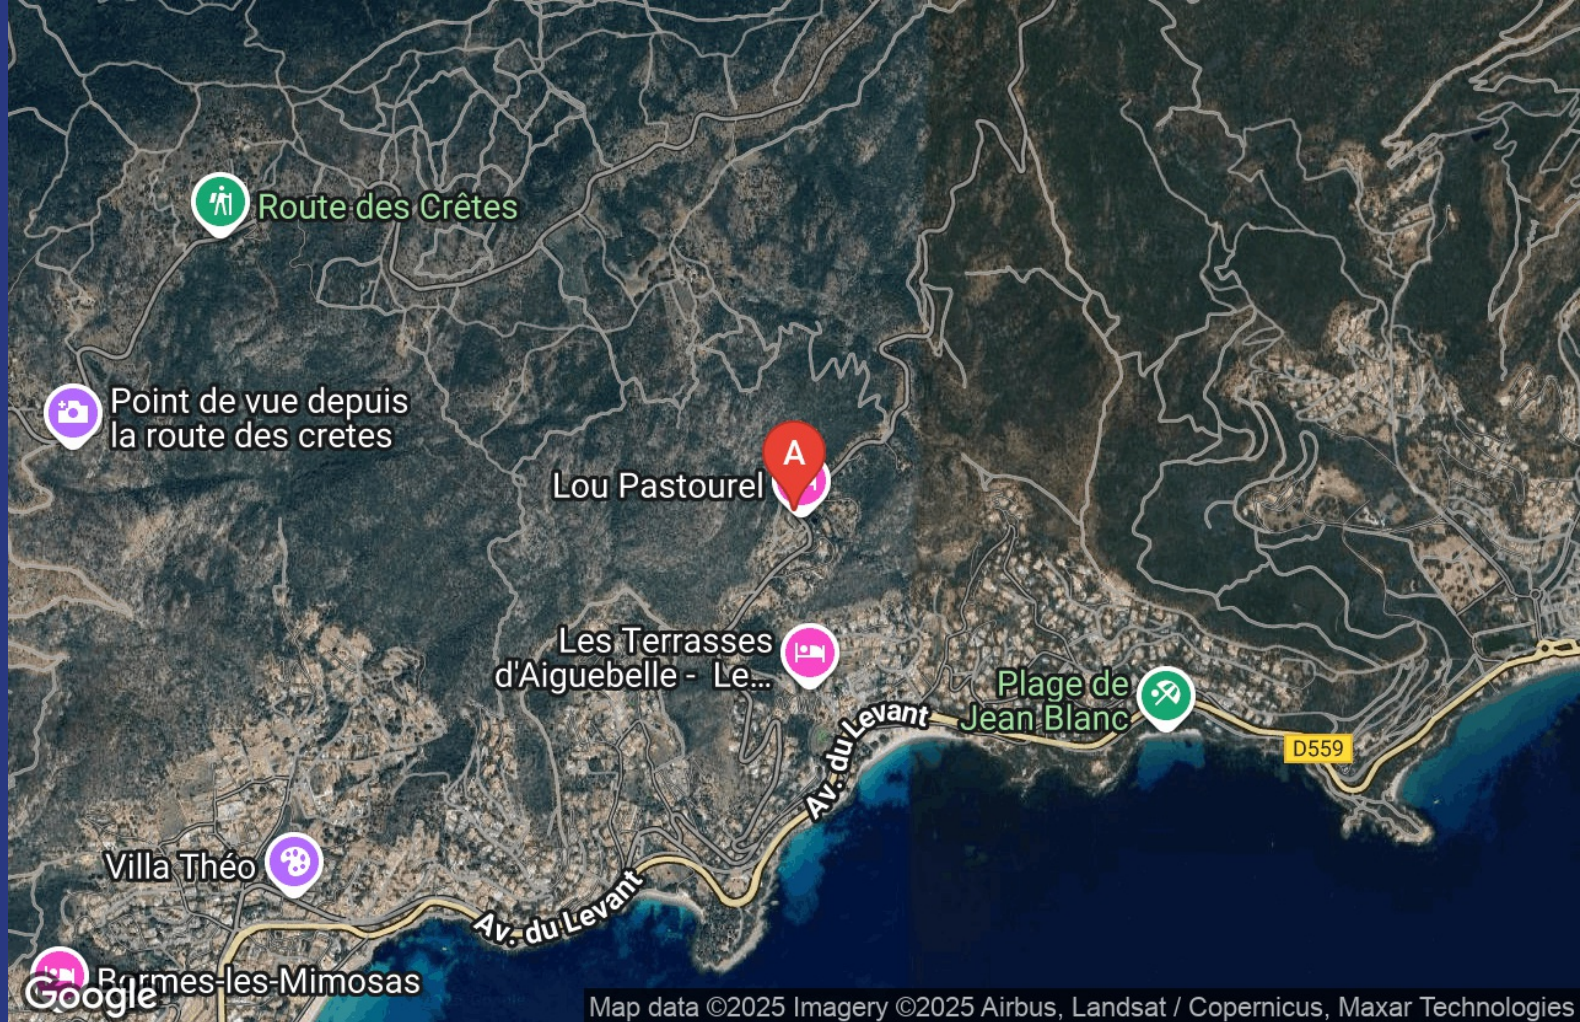 Route des Crêtes
Point de vue depuis
la route des cretes
A
Lou Pastourel
Les Terrasses
d'Aiguebelle - Le...
Plage de
Jean Blanc
Av. du Levant
D559
Villa Théo
Av. du Levant
Bormes-les-Mimosas
Google
Map data ©2025 Imagery ©2025 Airbus, Landsat / Copernicus, Maxar Technologies